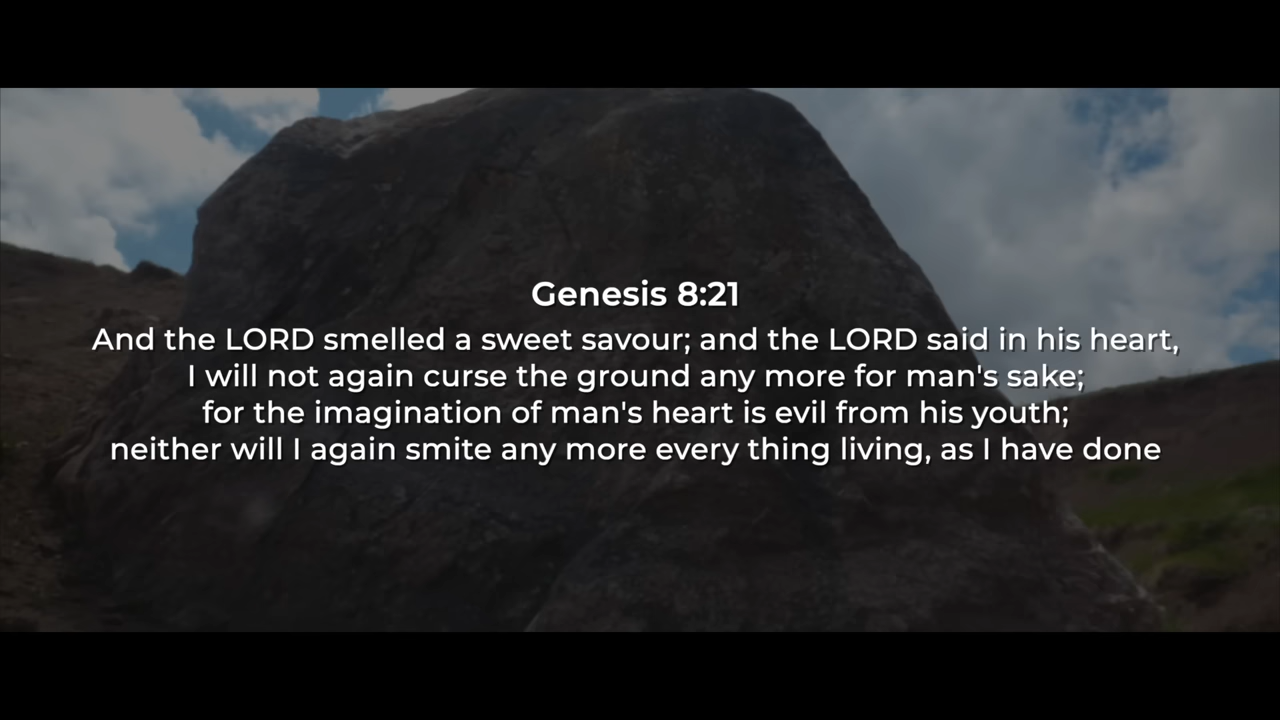 Genesis 8:21
And the LORD smelled a sweet savour; and the LORD said in his heart,
I will not again curse the ground any more for man's sake;
for the imagination of man's heart is evil from his youth;
neither will I again smite any more every thing living, as I have done